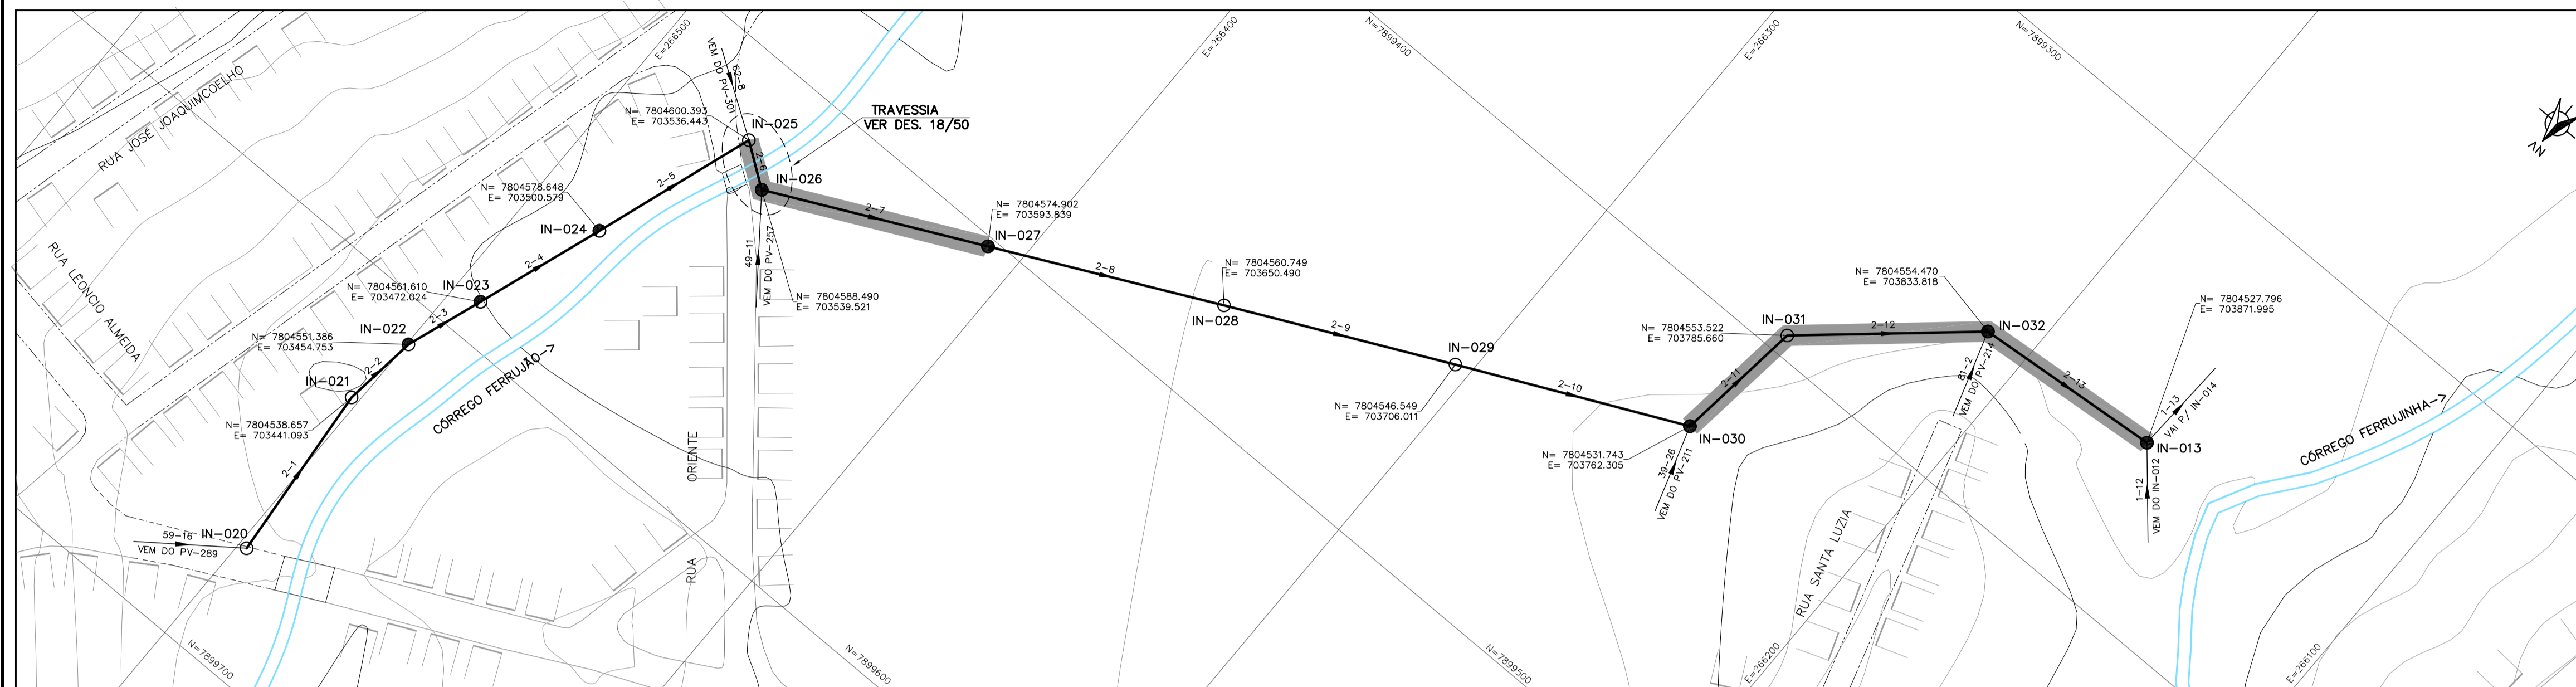 E=266500
E=266400
N=7899400
E=266300
N=7899300
RUA JOSÉ JOAQUIMCOELHO
VEM DO PV-301
62-8
N= 7804600.393
E= 703536.443
IN-025
TRAVESSIA
VER DES. 18/50
NV
2-6
IN-026
2-5
N= 7804578.648
E= 703500.579
IN-024
2-7
N= 7804574.902
E= 703593.839
IN-027
RUA LEÔNCIO ALMEIDA
2-4
IN-023
N= 7804561.610
E= 703472.024
49-11
VEM DO PV-257
N= 7804588.490
E= 703539.521
2-8
N= 7804560.749
E= 703650.490
IN-028
2-9
N= 7804554.470
E= 703833.818
N= 7804527.796
E= 703871.995
IN-022
2-3
N= 7804551.386
E= 703454.753
IN-031
N= 7804553.522
E= 703785.660
2-12
IN-032
IN-029
2-2
IN-021
CÓRREGO FERRUJÃO->
2-10
2-11
81-2
VEM DO PV-214
2-13
N= 7804546.549
E= 703706.011
1-13
VAI P/ IN-014
CÓRREGO FERRUJINHA->
N= 7804538.657
E= 703441.093
IN-030
IN-013
N= 7804531.743
E= 703762.305
39-26
VEM DO PV-211
2-1
RUA ORIENTE
1-12
VEM DO IN-012
59-16
IN-020
VEM DO PV-289
RUA SANTA LUZIA
N=7899700
N=7899600
N=7899500
E=266200
E=266100